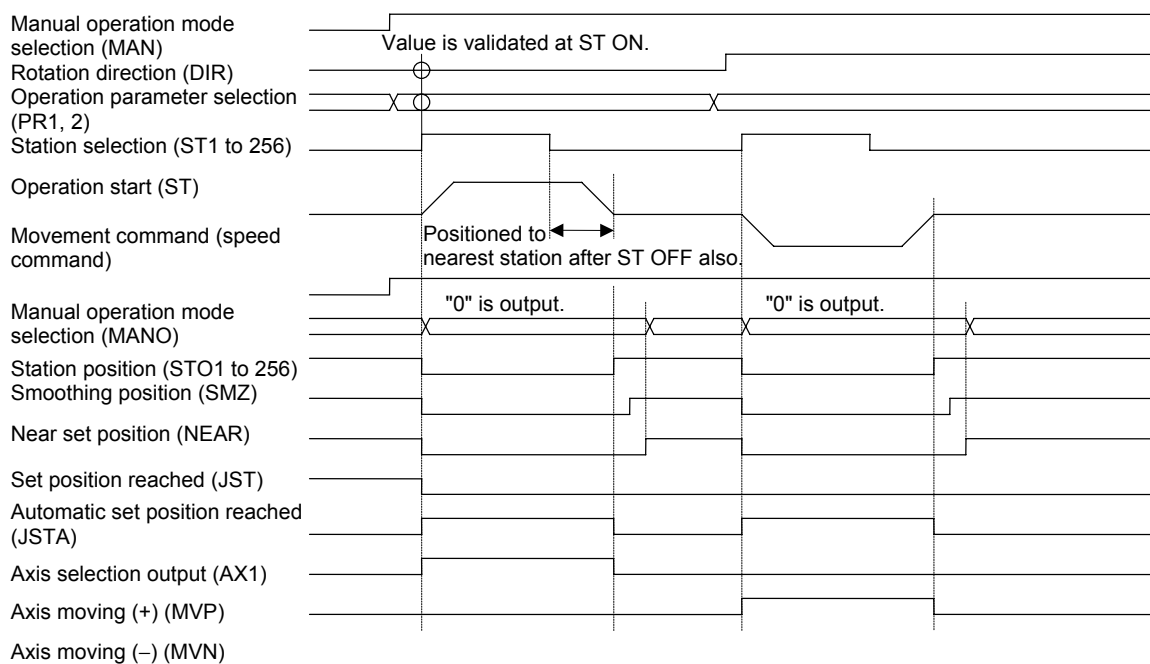 Manual operation mode
selection (MAN)
Value is validated at ST ON.
Rotation direction (DIR)
Operation parameter selection
(PR1, 2)
Station selection (ST1 to 256)
Operation start (ST)
Movement command (speed
command)
Positioned to
nearest station after ST OFF also.
Manual operation mode
selection (MANO)
"0" is output.
"0" is output.
Station position (STO1 to 256)
Smoothing position (SMZ)
Near set position (NEAR)
Set position reached (JST)
Automatic set position reached
(JSTA)
Axis selection output (AX1)
Axis moving (+) (MVP)
Axis moving (−) (MVN)